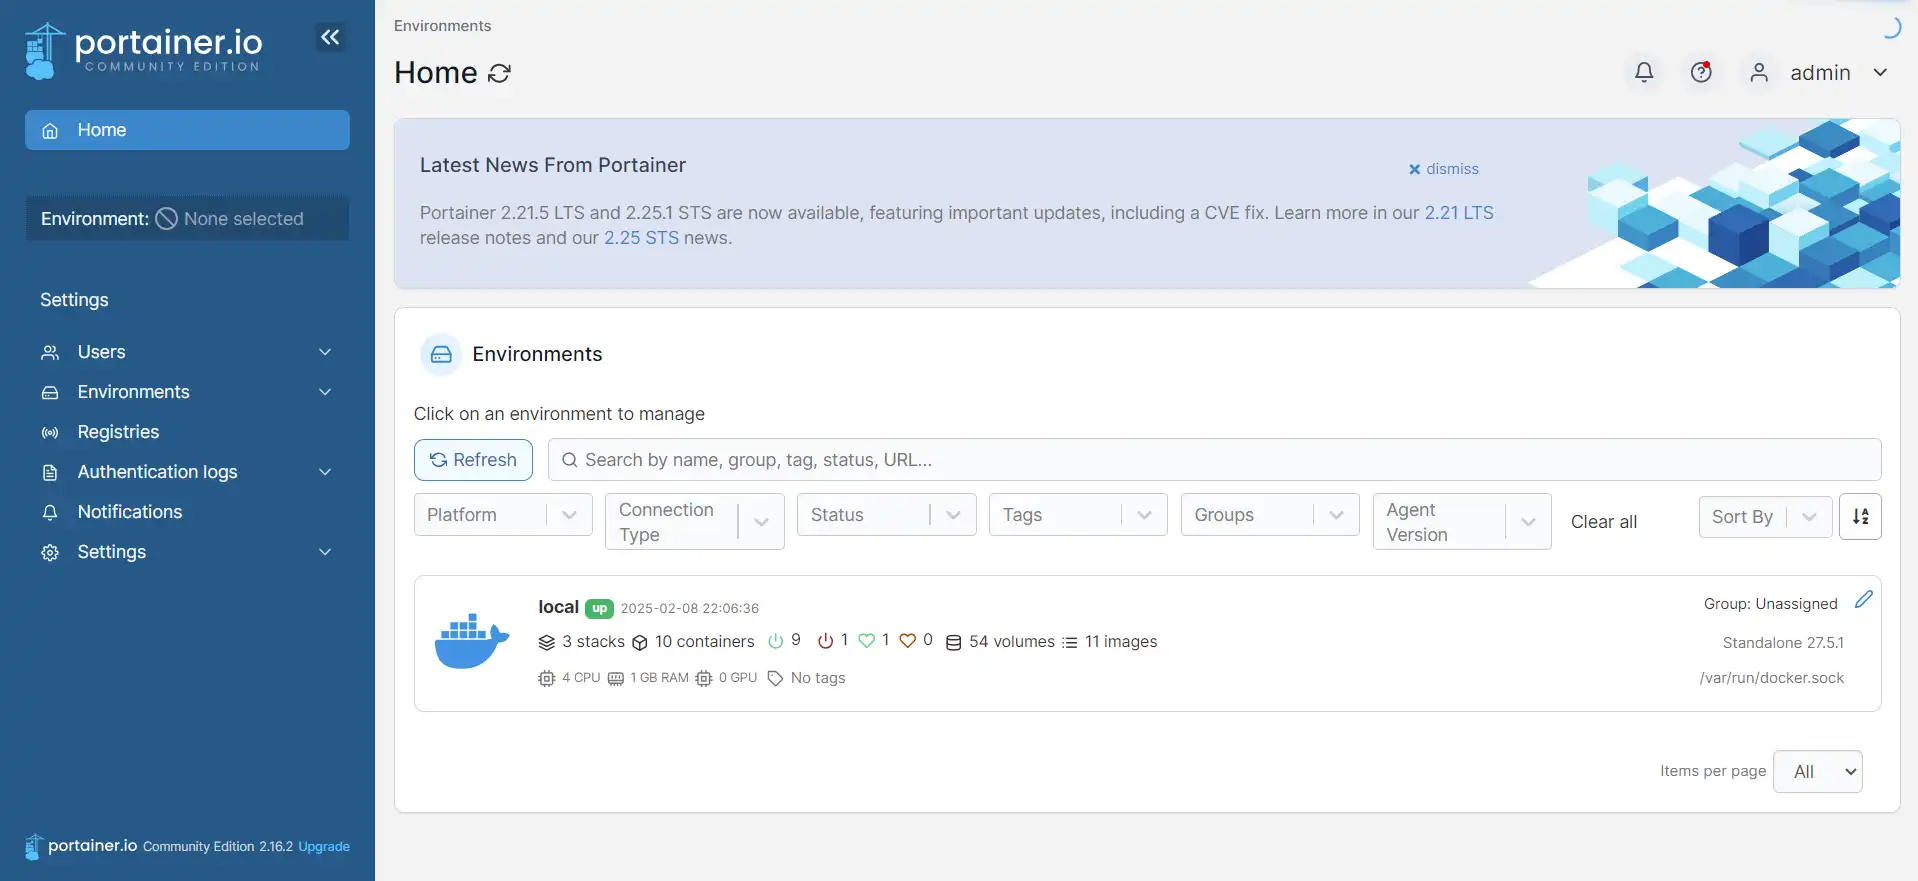 portainer.io
COMMUNITY EDITION
Home
Environment: None selected
Settings
Users
Environments
Registries
Authentication logs
Notifications
Settings
portainer.io Community Edition 2.16.2 Upgrade
Environments
Home
admin
Latest News From Portainer
dismiss
Portainer 2.21.5 LTS and 2.25.1 STS are now available, featuring important updates, including a CVE fix. Learn more in our 2.21 LTS
release notes and our 2.25 STS news.
Environments
Click on an environment to manage
Refresh
Search by name, group, tag, status, URL...
Platform
Connection
Type
Status
Tags
Groups
Agent
Version
Clear all
Sort By
local up 2025-02-08 22:06:36
Group: Unassigned
3 stacks 10 containers 9 1 1 0 54 volumes 11 images
Standalone 27.5.1
4 CPU 1 GB RAM 0 GPU No tags
/var/run/docker.sock
Items per page All